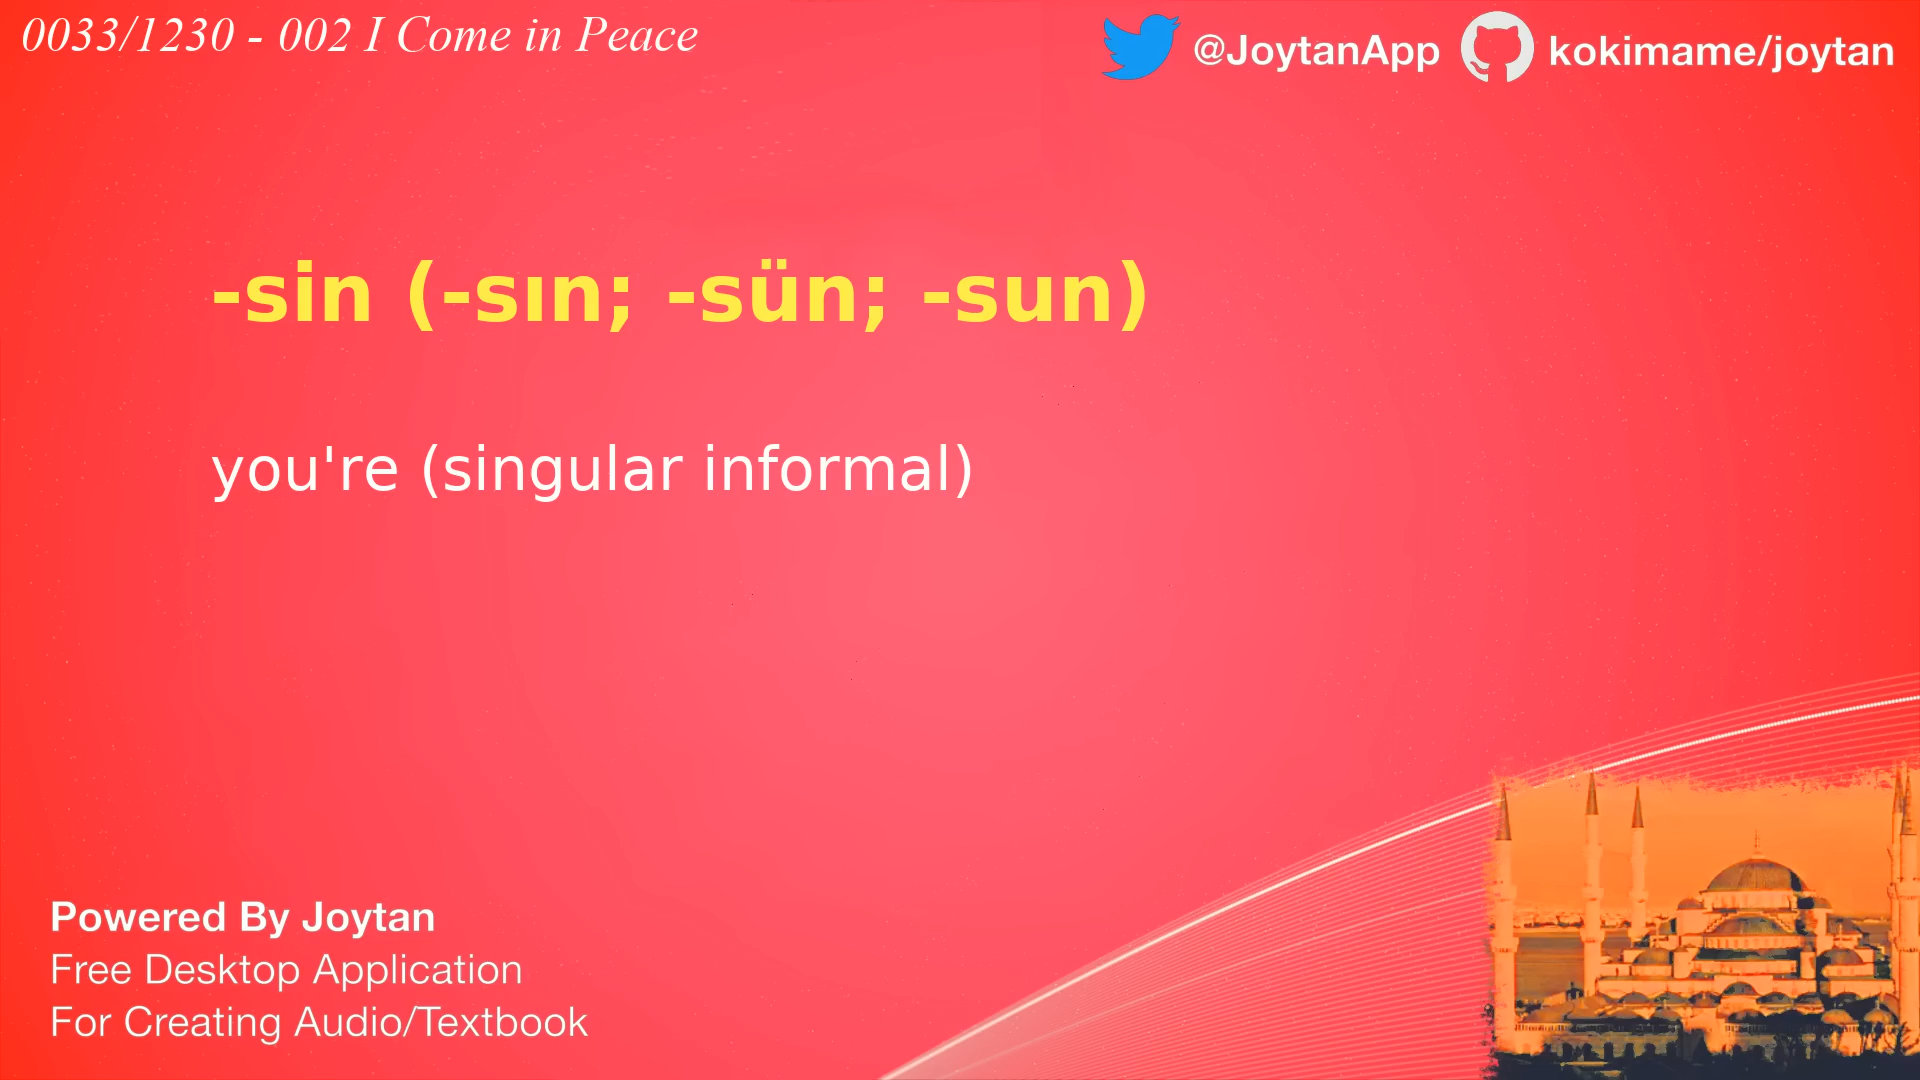 0033/1230 - 002 I Come in Peace
@JoytanApp kokimame/joytan
-sin (-sın; -sün; -sun)
you're (singular informal)
Powered By Joytan
Free Desktop Application
For Creating Audio/Textbook